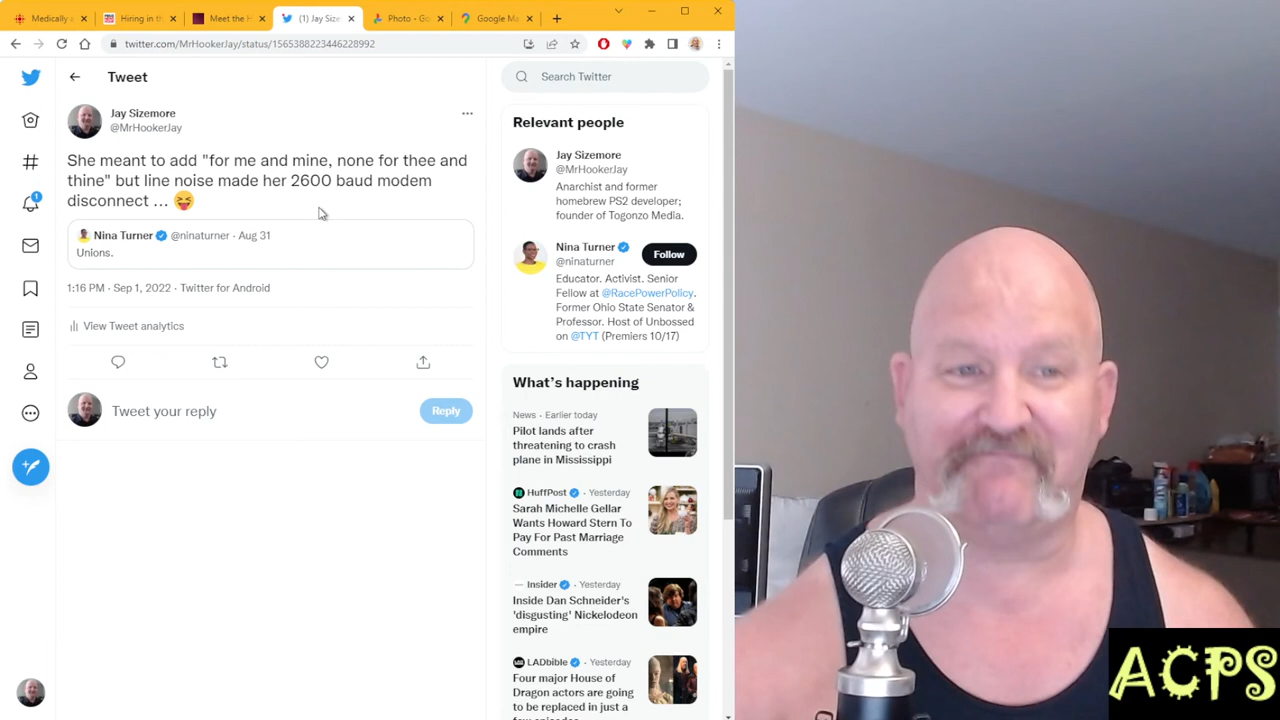 Medically a
Hiring in th
Meet the H
(1) Jay Size
Photo - Go
Google Ma
twitter.com/MrHookerJay/status/1565388223446228992
Tweet
Search Twitter
Jay Sizemore
@MrHookerJay
She meant to add "for me and mine, none for thee and
thine" but line noise made her 2600 baud modem
disconnect ... 😝
Nina Turner @ninaturner · Aug 31
Unions.
1:16 PM · Sep 1, 2022 · Twitter for Android
View Tweet analytics
Tweet your reply
Reply
1
Relevant people
Jay Sizemore
@MrHookerJay
Anarchist and former
homebrew PS2 developer;
founder of Togonzo Media.
Nina Turner
@ninaturner
Follow
Educator. Activist. Senior
Fellow at @RacePowerPolicy.
Former Ohio State Senator &
Professor. Host of Unbossed
on @TYT (Premiers 10/17)
What's happening
News · Earlier today
Pilot lands after
threatening to crash
plane in Mississippi
HuffPost · Yesterday
Sarah Michelle Gellar
Wants Howard Stern To
Pay For Past Marriage
Comments
Insider · Yesterday
Inside Dan Schneider's
'disgusting' Nickelodeon
empire
LADbible · Yesterday
Four major House of
Dragon actors are going
to be replaced in just a
ACPS